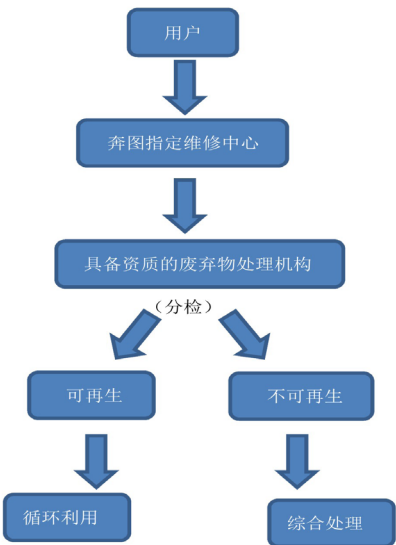 用户
奔图指定维修中心
具备资质的废弃物处理机构
（分检）
可再生
不可再生
循环利用
综合处理